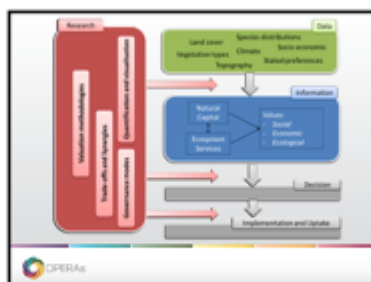 Research
Valuation methodologies
Trade-offs and Synergies
Quantification and visualisation
Governance modes
Data
Land cover
Species distributions
Vegetation types
Climate
Socio-economic
Topography
Stated preferences
Information
Natural
Capital
Ecosystem
Services
Values
- Social
- Economic
- Ecological
Decision
Implementation and Uptake
OPERAs